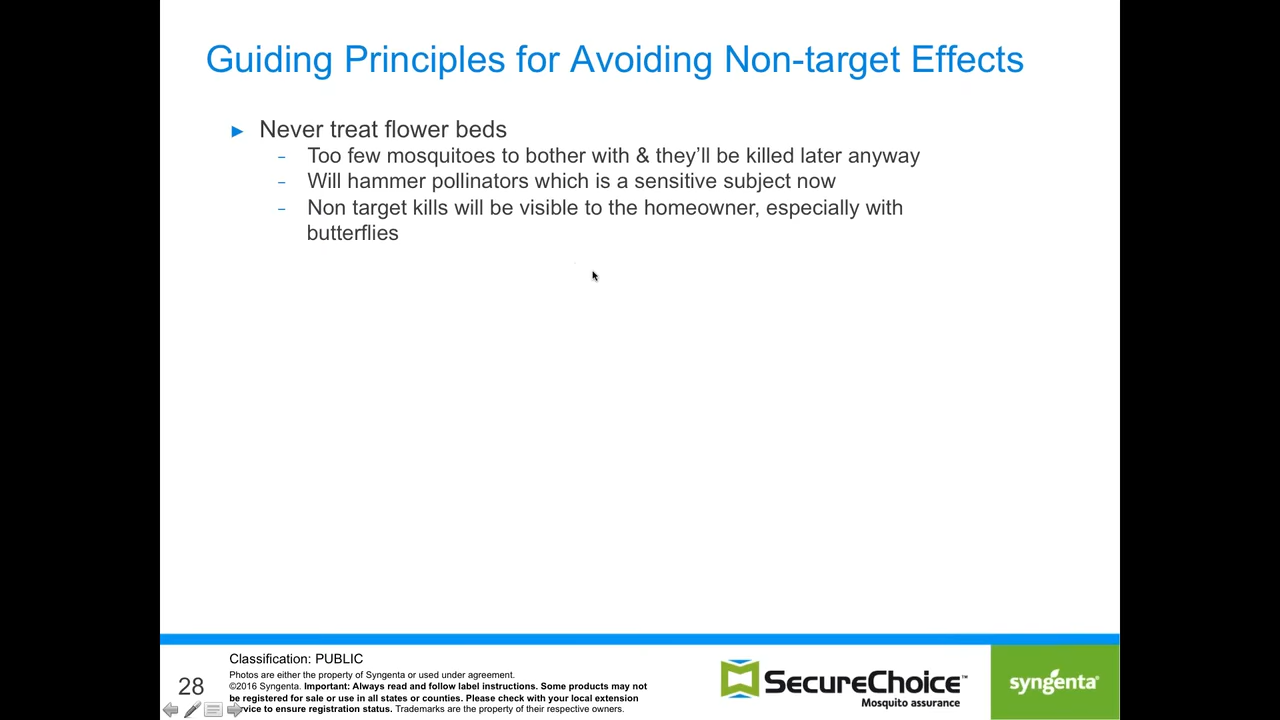 Guiding Principles for Avoiding Non-target Effects
► Never treat flower beds
– Too few mosquitoes to bother with & they’ll be killed later anyway
– Will hammer pollinators which is a sensitive subject now
– Non target kills will be visible to the homeowner, especially with
butterflies
Classification: PUBLIC
Photos are either the property of Syngenta or used under agreement.
©2016 Syngenta. Important: Always read and follow label instructions. Some products may not
be registered for sale or use in all states or counties. Please check with your local extension
service to ensure registration status. Trademarks are the property of their respective owners.
28
SecureChoice™
Mosquito assurance
syngenta®